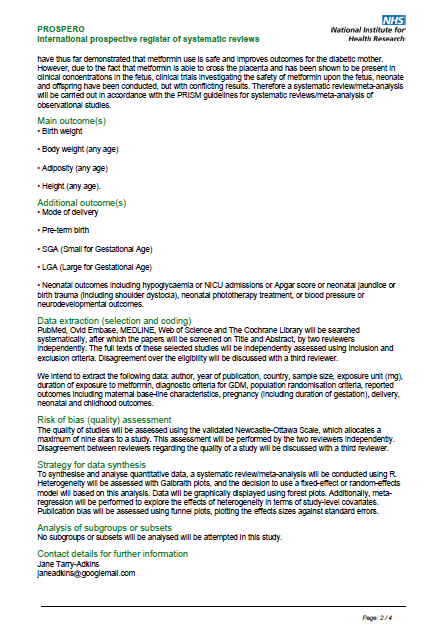 PROSPERO
International prospective register of systematic reviews
NHS
National Institute for
Health Research
have thus far demonstrated that metformin use is safe and improves outcomes for the diabetic mother.
However, due to the fact that metformin is able to cross the placenta and has been shown to be present in
clinical concentrations in the fetus, clinical trials investigating the safety of metformin upon the fetus, neonate
and offspring have been conducted, but with conflicting results. Therefore a systematic review/meta-analysis
will be carried out in accordance with the PRISM guidelines for systematic reviews/meta-analysis of
observational studies.
Main outcome(s)
• Birth weight
• Body weight (any age)
• Adiposity (any age)
• Height (any age).
Additional outcome(s)
• Mode of delivery
• Pre-term birth
• SGA (Small for Gestational Age)
• LGA (Large for Gestational Age)
• Neonatal outcomes including hypoglycaemia or NICU admissions or Apgar score or neonatal jaundice or
birth trauma (including shoulder dystocia), neonatal phototherapy treatment, or blood pressure or
neurodevelopmental outcomes.
Data extraction (selection and coding)
PubMed, Ovid Embase, MEDLINE, Web of Science and The Cochrane Library will be searched
systematically, after which the papers will be screened on Title and Abstract, by two reviewers
independently. The full texts of these selected studies will be independently assessed using inclusion and
exclusion criteria. Disagreement over the eligibility will be discussed with a third reviewer.
We intend to extract the following data: author, year of publication, country, sample size, exposure unit (mg),
duration of exposure to metformin, diagnostic criteria for GDM, population randomisation criteria, reported
outcomes including maternal base-line characteristics, pregnancy (including duration of gestation), delivery,
neonatal and childhood outcomes.
Risk of bias (quality) assessment
The quality of studies will be assessed using the validated Newcastle-Ottawa Scale, which allocates a
maximum of nine stars to a study. This assessment will be performed by the two reviewers independently.
Disagreement between reviewers regarding the quality of a study will be discussed with a third reviewer.
Strategy for data synthesis
To synthesise and analyse quantitative data, a systematic review/meta-analysis will be conducted using R.
Heterogeneity will be assessed with Galbraith plots, and the decision to use a fixed-effect or random-effects
model will based on this analysis. Data will be graphically displayed using forest plots. Additionally, meta-
regression will be performed to explore the effects of heterogeneity in terms of study-level covariates.
Publication bias will be assessed using funnel plots, plotting the effects sizes against standard errors.
Analysis of subgroups or subsets
No subgroups or subsets will be analysed will be attempted in this study.
Contact details for further information
Jane Tarry-Adkins
janeadkins@googlemail.com
Page: 2 / 4